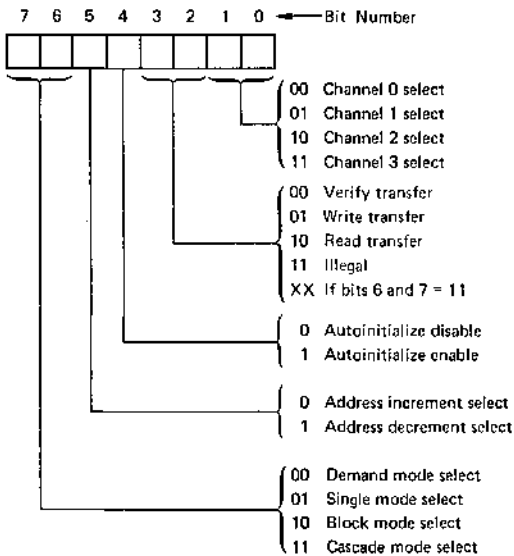 7 6 5 4 3 2 1 0 Bit Number
00 Channel 0 select
01 Channel 1 select
10 Channel 2 select
11 Channel 3 select
00 Verify transfer
01 Write transfer
10 Read transfer
11 Illegal
XX If bits 6 and 7 = 11
0 Autoinitialize disable
1 Autoinitialize enable
0 Address increment select
1 Address decrement select
00 Demand mode select
01 Single mode select
10 Block mode select
11 Cascade mode select